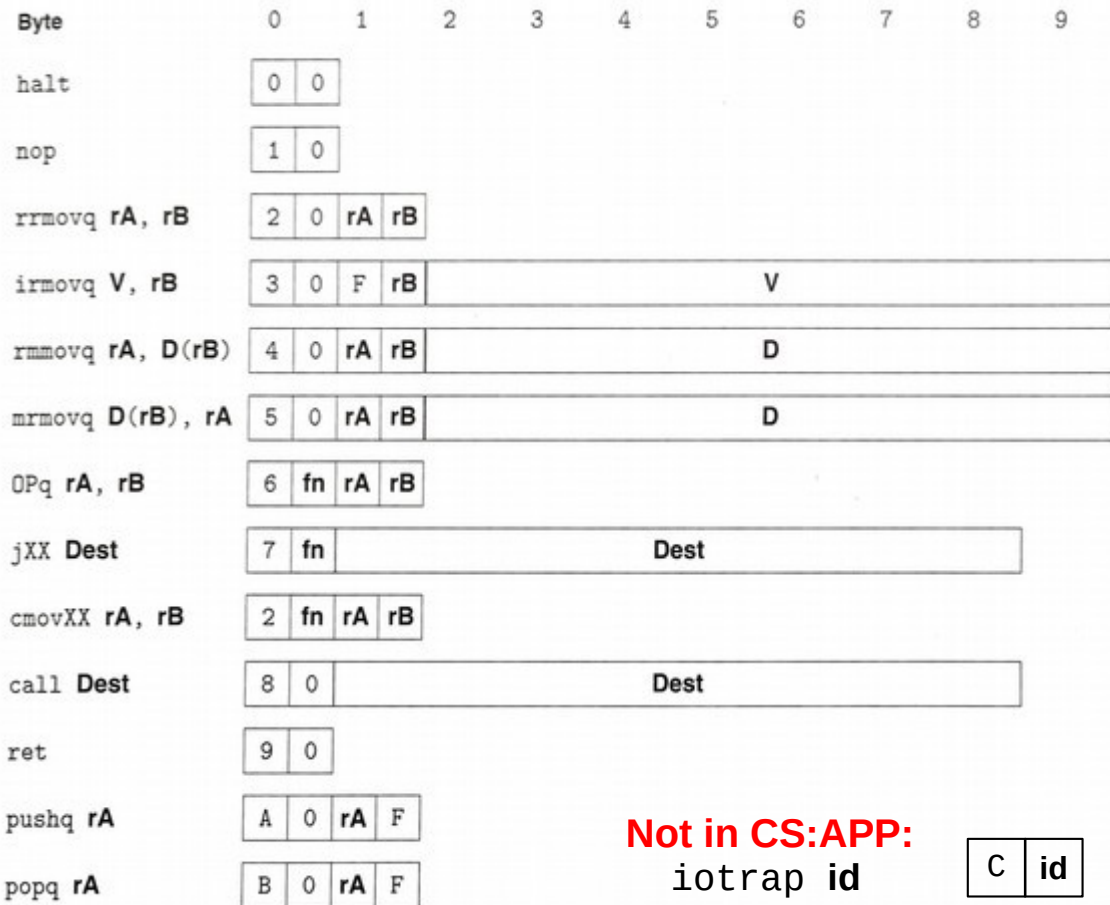 Byte 0 1 2 3 4 5 6 7 8 9
halt 0 0
nop 1 0
rrmovq rA, rB 2 0 rA rB
irmovq V, rB 3 0 F rB V
rmmovq rA, D(rB) 4 0 rA rB D
mrmovq D(rB), rA 5 0 rA rB D
OPq rA, rB 6 fn rA rB
jXX Dest 7 fn Dest
cmovXX rA, rB 2 fn rA rB
call Dest 8 0 Dest
ret 9 0
pushq rA A 0 rA F
popq rA B 0 rA F
Not in CS:APP:
iotrap id C id